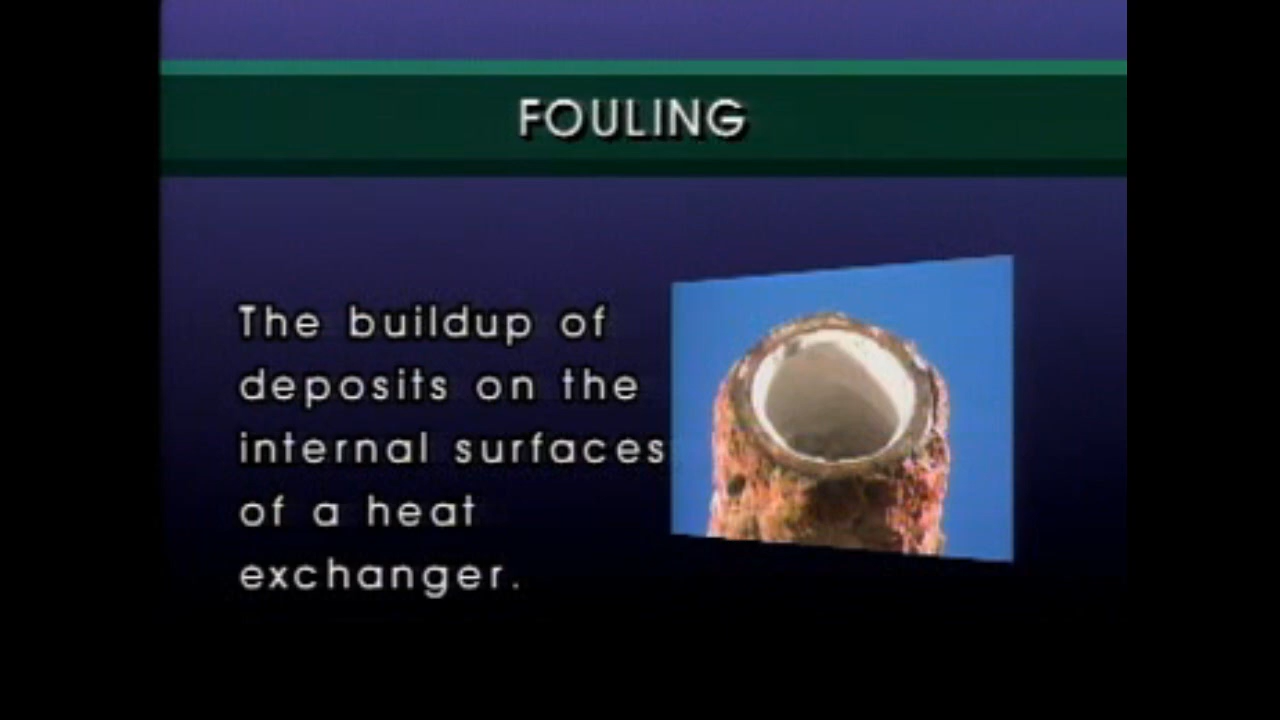 FOULING
The buildup of
deposits on the
internal surfaces
of a heat
exchanger.